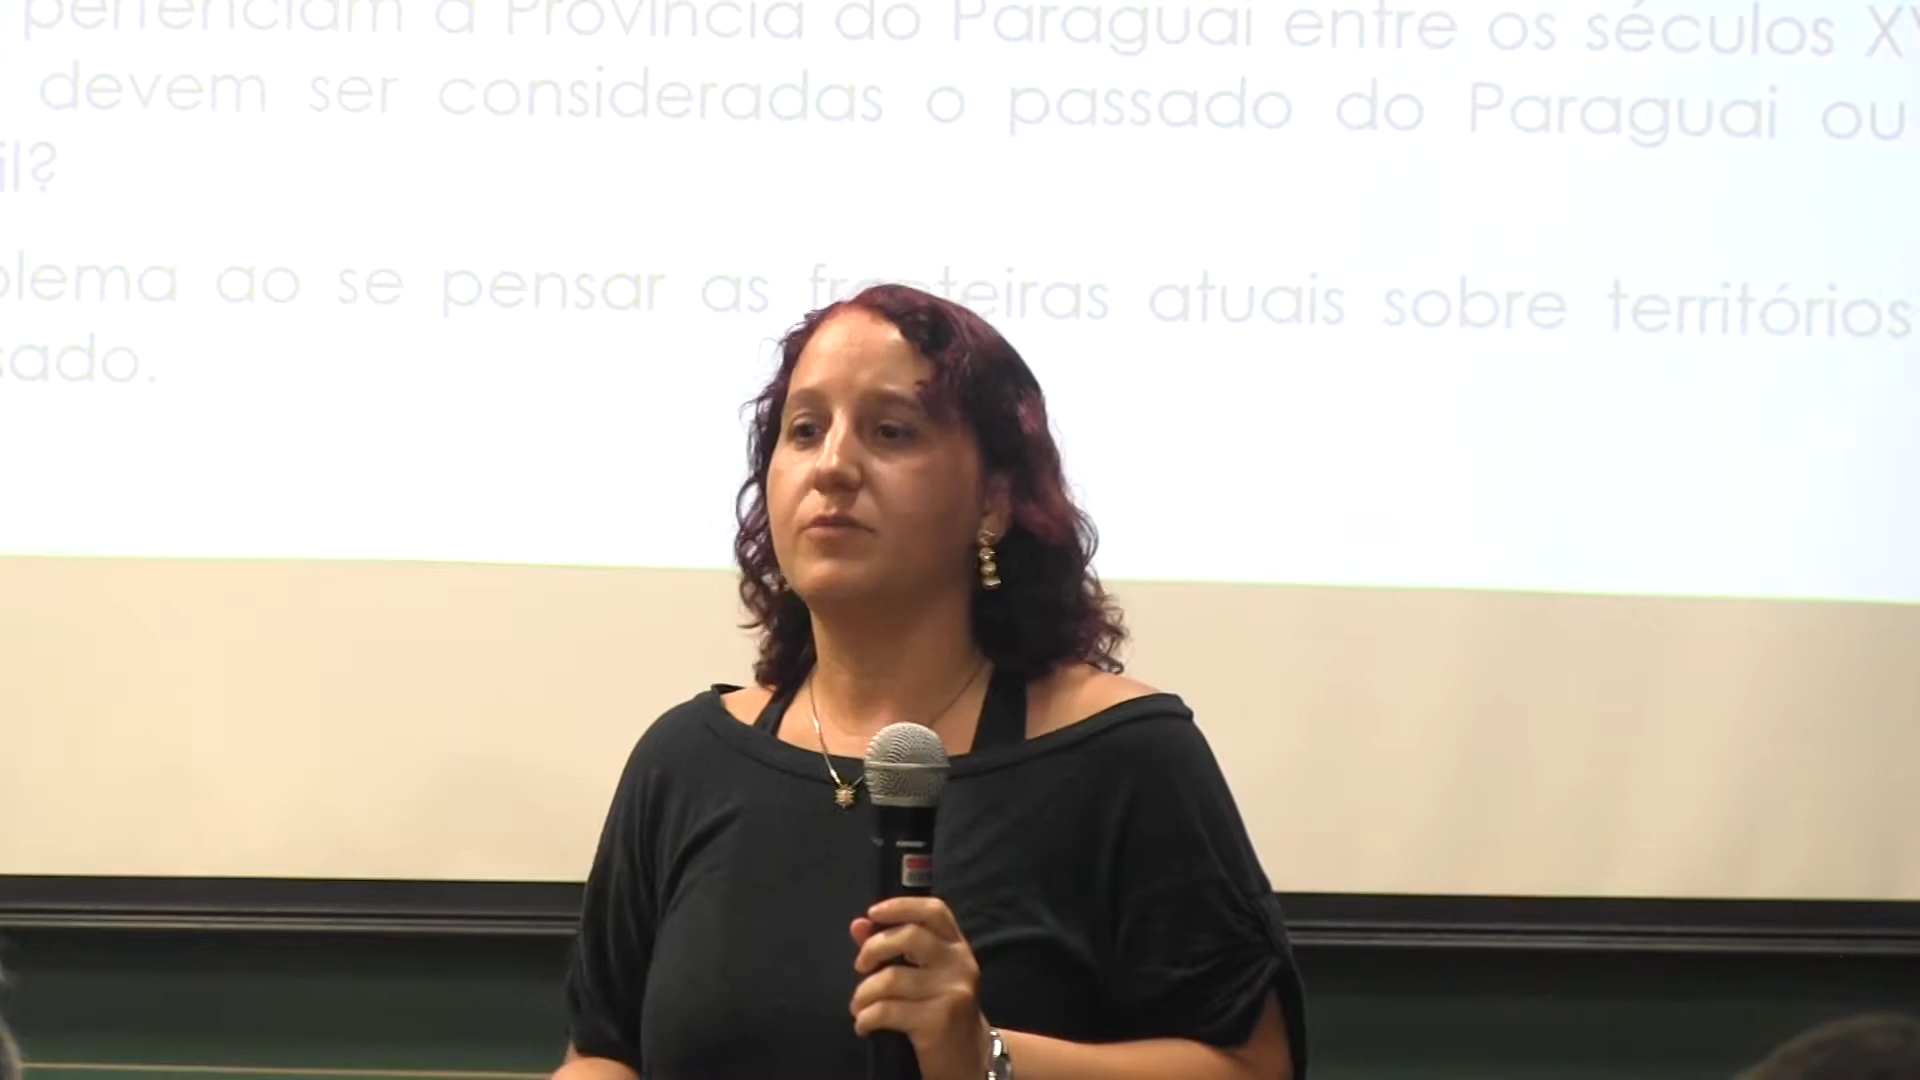 pertenciam a Província do Paraguai entre os séculos XV
devem ser consideradas o passado do Paraguai ou
il?
blema ao se pensar as fronteiras atuais sobre territórios
sado.